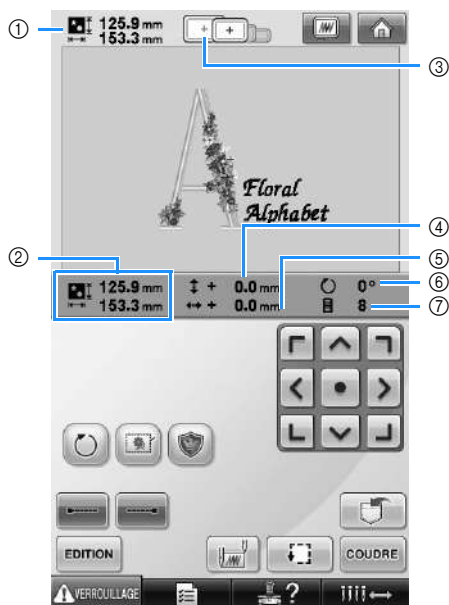 ① 125.9 mm
153.3 mm
③
Floral
Alphabet
② ④
⑤
125.9 mm + 0.0 mm 0° ⑥
153.3 mm + 0.0 mm 8 ⑦
EDITION COUDRE
VERROUILLAGE ?